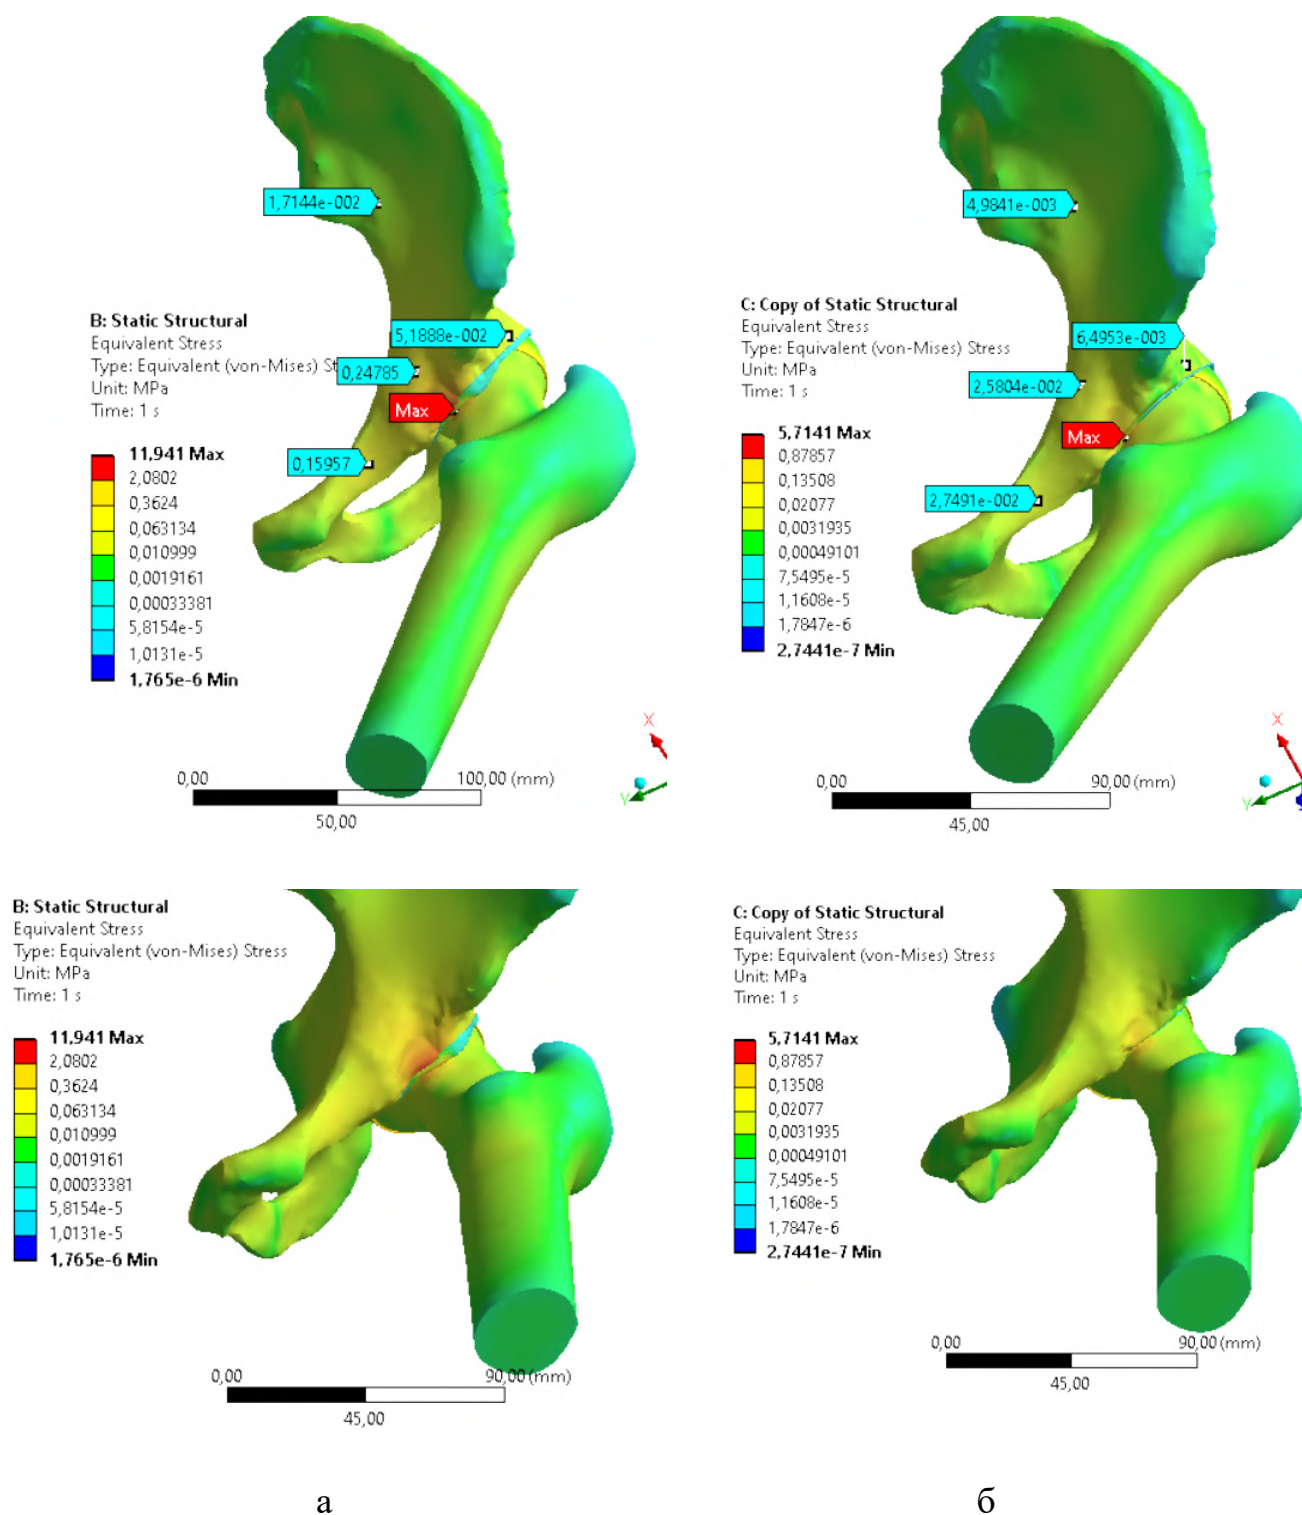 1,7144e-002
B: Static Structural
Equivalent Stress
Type: Equivalent (von-Mises) St
Unit: MPa
Time: 1 s
5,1888e-002
0,24785
Max
0,15957
11,941 Max
2,0802
0,3624
0,063134
0,010999
0,0019161
0,00033381
5,8154e-5
1,0131e-5
1,765e-6 Min
X
Y
0,00
100,00 (mm)
50,00
4,9841e-003
C: Copy of Static Structural
Equivalent Stress
Type: Equivalent (von-Mises) Stress
Unit: MPa
Time: 1 s
6,4953e-003
2,5804e-002
Max
2,7491e-002
5,7141 Max
0,87857
0,13508
0,02077
0,0031935
0,00049101
7,5495e-5
1,1608e-5
1,7847e-6
2,7441e-7 Min
X
Y
0,00
90,00 (mm)
45,00
B: Static Structural
Equivalent Stress
Type: Equivalent (von-Mises) Stress
Unit: MPa
Time: 1 s
11,941 Max
2,0802
0,3624
0,063134
0,010999
0,0019161
0,00033381
5,8154e-5
1,0131e-5
1,765e-6 Min
0,00
90,00 (mm)
45,00
C: Copy of Static Structural
Equivalent Stress
Type: Equivalent (von-Mises) Stress
Unit: MPa
Time: 1 s
5,7141 Max
0,87857
0,13508
0,02077
0,0031935
0,00049101
7,5495e-5
1,1608e-5
1,7847e-6
2,7441e-7 Min
0,00
90,00 (mm)
45,00
а
б